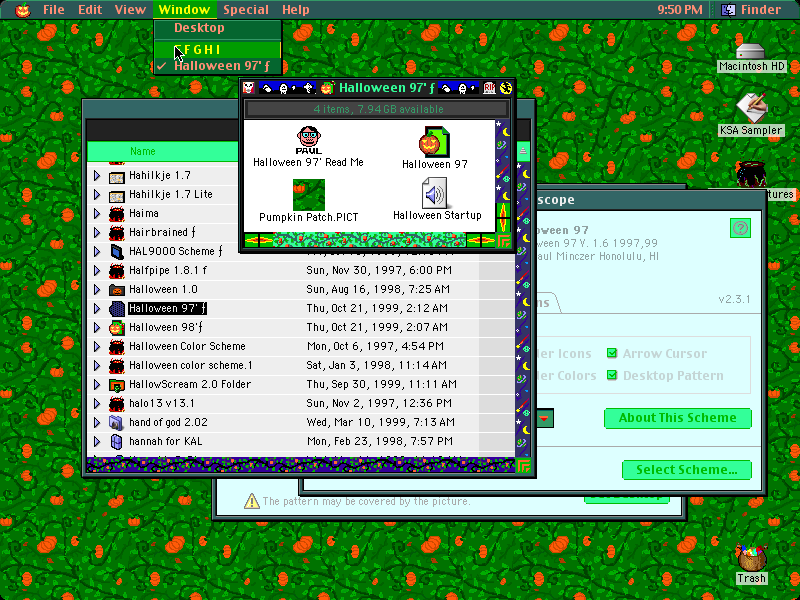 File Edit View Window Special Help 9:50 PM Finder
Desktop
E F G H I
Halloween 97' ƒ
Macintosh HD
KSA Sampler
tures
Trash
Halloween 97' ƒ
4 items, 7.94 GB available
PAUL
Halloween 97' Read Me
Halloween 97
Pumpkin Patch.PICT
Halloween Startup
Name
Hahilkje 1.7
Hahilkje 1.7 Lite
Haima
Hairbrained ƒ
HAL9000 Scheme ƒ
Halfpipe 1.8.1 f Sun, Nov 30, 1997, 6:00 PM
Halloween 1.0 Sun, Aug 16, 1998, 7:25 AM
Halloween 97' ƒ Thu, Oct 21, 1999, 2:12 AM
Halloween 98'ƒ Thu, Oct 21, 1999, 2:07 AM
Halloween Color Scheme Mon, Oct 6, 1997, 4:54 PM
Halloween color scheme.1 Sat, Jan 3, 1998, 11:14 AM
HallowScream 2.0 Folder Thu, Sep 30, 1999, 11:11 AM
halo13 v13.1 Sun, Nov 2, 1997, 12:36 PM
hand of god 2.02 Wed, Mar 10, 1999, 7:13 AM
hannah for KAL Mon, Feb 23, 1998, 7:57 PM
scope
ween 97
ween 97 V. 1.6 1997,99
aul Minczer Honolulu, HI
ns
v2.3.1
er Icons Arrow Cursor
er Colors Desktop Pattern
About This Scheme
Select Scheme...
The pattern may be covered by the picture.